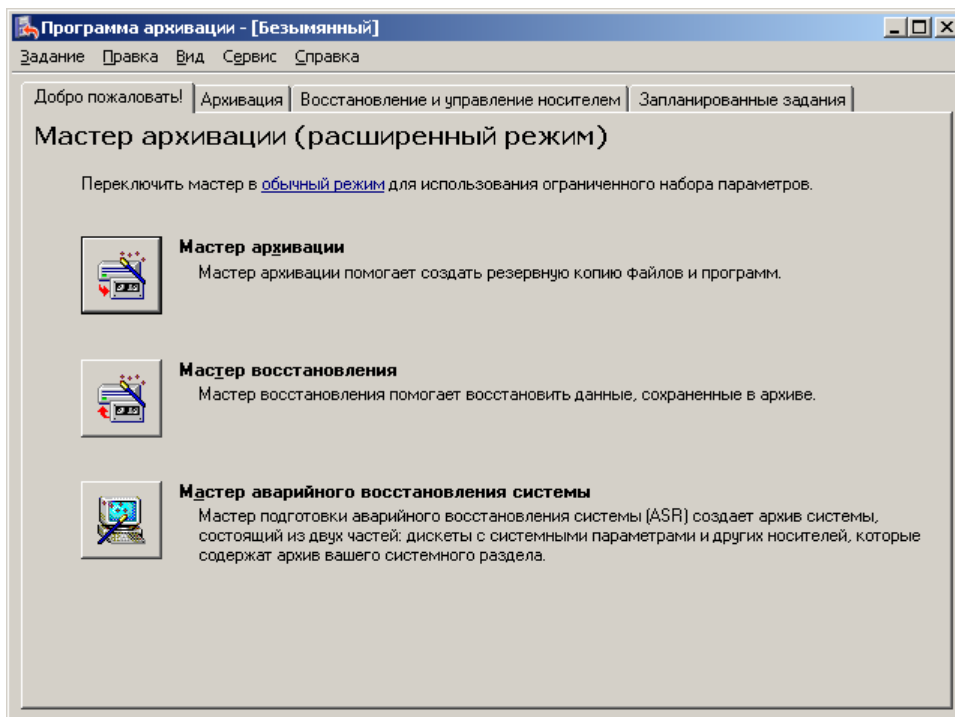 Программа архивации - [Безымянный]
Задание Правка Вид Сервис Справка
Добро пожаловать! Архивация Восстановление и управление носителем Запланированные задания
Мастер архивации (расширенный режим)
Переключить мастер в обычный режим для использования ограниченного набора параметров.
Мастер архивации
Мастер архивации помогает создать резервную копию файлов и программ.
Мастер восстановления
Мастер восстановления помогает восстановить данные, сохраненные в архиве.
Мастер аварийного восстановления системы
Мастер подготовки аварийного восстановления системы (ASR) создает архив системы,
состоящий из двух частей: дискеты с системными параметрами и других носителей, которые
содержат архив вашего системного раздела.